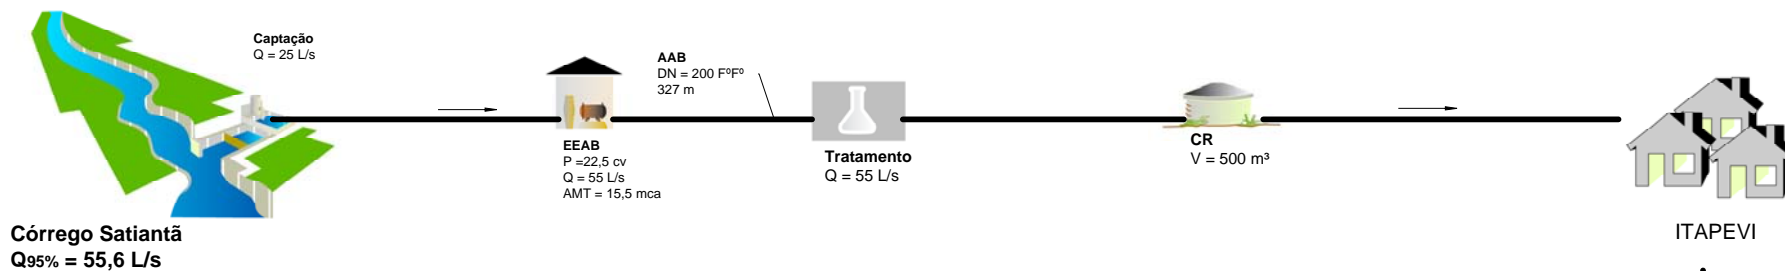 Captação
Q = 25 L/s
AAB
DN = 200 FºFº
327 m
EEAB
P =22,5 cv
Q = 55 L/s
AMT = 15,5 mca
Tratamento
Q = 55 L/s
CR
V = 500 m³
Córrego Satiantã
Q95% = 55,6 L/s
ITAPEVI